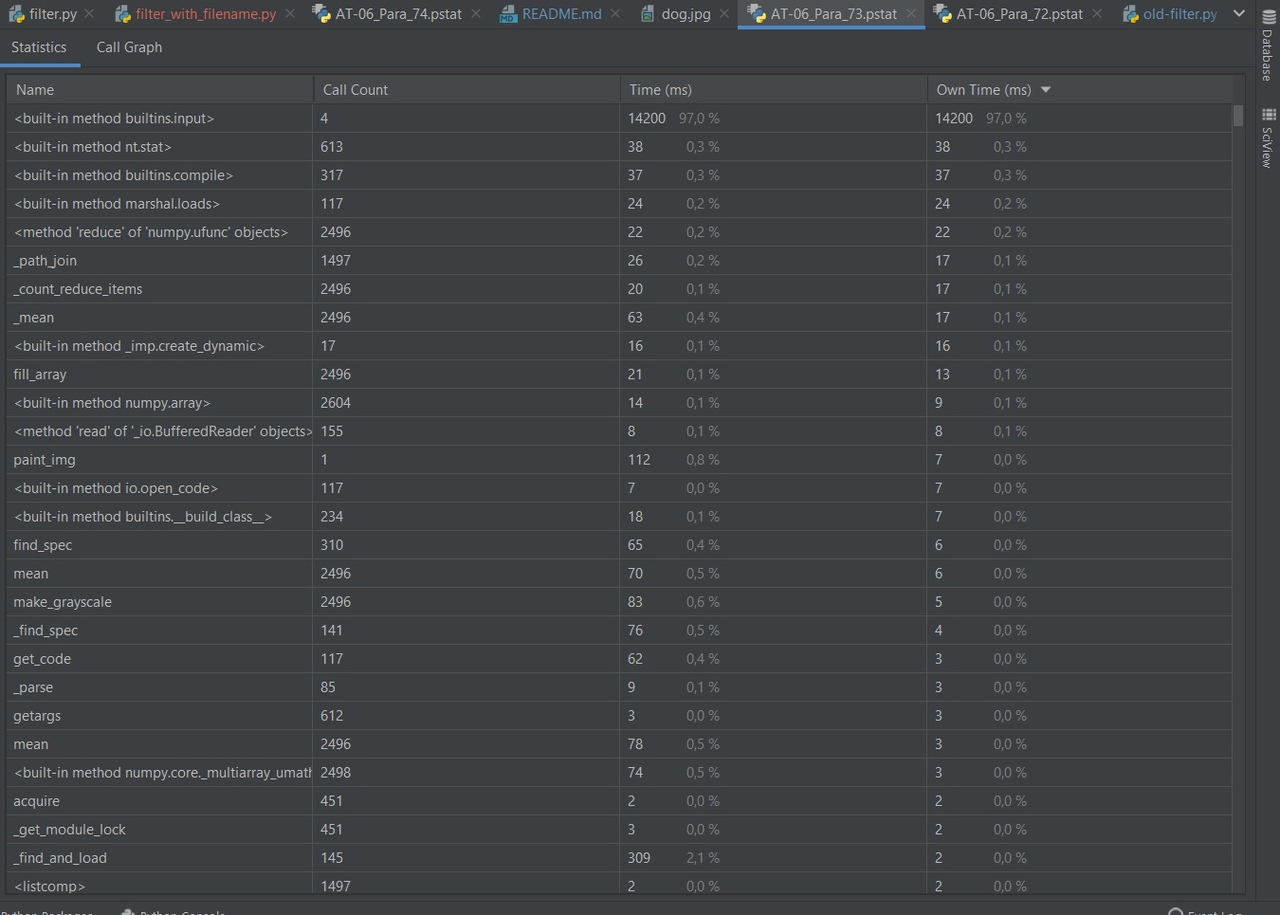 filter.py filter_with_filename.py AT-06_Para_74.pstat README.md dog.jpg AT-06_Para_73.pstat AT-06_Para_72.pstat old-filter.py
Database
SciView
Statistics Call Graph
Name Call Count Time (ms) Own Time (ms)
<built-in method builtins.input> 4 14200 97,0 % 14200 97,0 %
<built-in method nt.stat> 613 38 0,3 % 38 0,3 %
<built-in method builtins.compile> 317 37 0,3 % 37 0,3 %
<built-in method marshal.loads> 117 24 0,2 % 24 0,2 %
<method 'reduce' of 'numpy.ufunc' objects> 2496 22 0,2 % 22 0,2 %
_path_join 1497 26 0,2 % 17 0,1 %
_count_reduce_items 2496 20 0,1 % 17 0,1 %
_mean 2496 63 0,4 % 17 0,1 %
<built-in method _imp.create_dynamic> 17 16 0,1 % 16 0,1 %
fill_array 2496 21 0,1 % 13 0,1 %
<built-in method numpy.array> 2604 14 0,1 % 9 0,1 %
<method 'read' of '_io.BufferedReader' objects> 155 8 0,1 % 8 0,1 %
paint_img 1 112 0,8 % 7 0,0 %
<built-in method io.open_code> 117 7 0,0 % 7 0,0 %
<built-in method builtins.__build_class__> 234 18 0,1 % 7 0,0 %
find_spec 310 65 0,4 % 6 0,0 %
mean 2496 70 0,5 % 6 0,0 %
make_grayscale 2496 83 0,6 % 5 0,0 %
_find_spec 141 76 0,5 % 4 0,0 %
get_code 117 62 0,4 % 3 0,0 %
_parse 85 9 0,1 % 3 0,0 %
getargs 612 3 0,0 % 3 0,0 %
mean 2496 78 0,5 % 3 0,0 %
<built-in method numpy.core._multiarray_umath 2498 74 0,5 % 3 0,0 %
acquire 451 2 0,0 % 2 0,0 %
_get_module_lock 451 3 0,0 % 2 0,0 %
_find_and_load 145 309 2,1 % 2 0,0 %
<listcomp> 1497 2 0,0 % 2 0,0 %
Python Packages Python Console Event Log